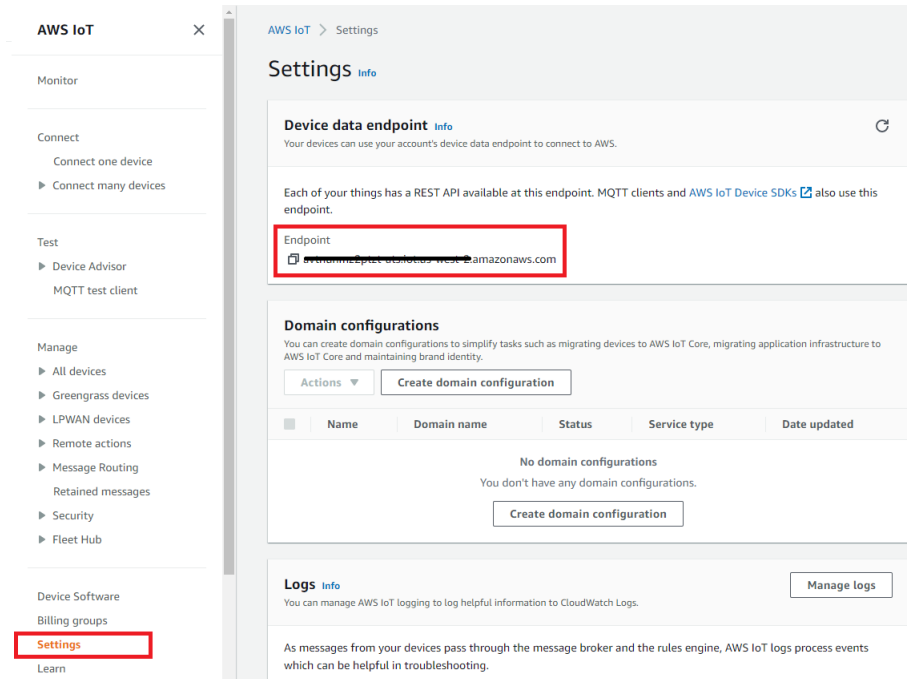 AWS IoT
Monitor
Connect
Connect one device
Connect many devices
Test
Device Advisor
MQTT test client
Manage
All devices
Greengrass devices
LPWAN devices
Remote actions
Message Routing
Retained messages
Security
Fleet Hub
Device Software
Billing groups
Settings
Learn
AWS IoT > Settings
Settings Info
Device data endpoint Info
Your devices can use your account's device data endpoint to connect to AWS.
Each of your things has a REST API available at this endpoint. MQTT clients and AWS IoT Device SDKs also use this
endpoint.
Endpoint
.amazonaws.com
Domain configurations
You can create domain configurations to simplify tasks such as migrating devices to AWS IoT Core, migrating application infrastructure to
AWS IoT Core and maintaining brand identity.
Actions Create domain configuration
Name Domain name Status Service type Date updated
No domain configurations
You don't have any domain configurations.
Create domain configuration
Logs Info
Manage logs
You can manage AWS IoT logging to log helpful information to CloudWatch Logs.
As messages from your devices pass through the message broker and the rules engine, AWS IoT logs process events
which can be helpful in troubleshooting.